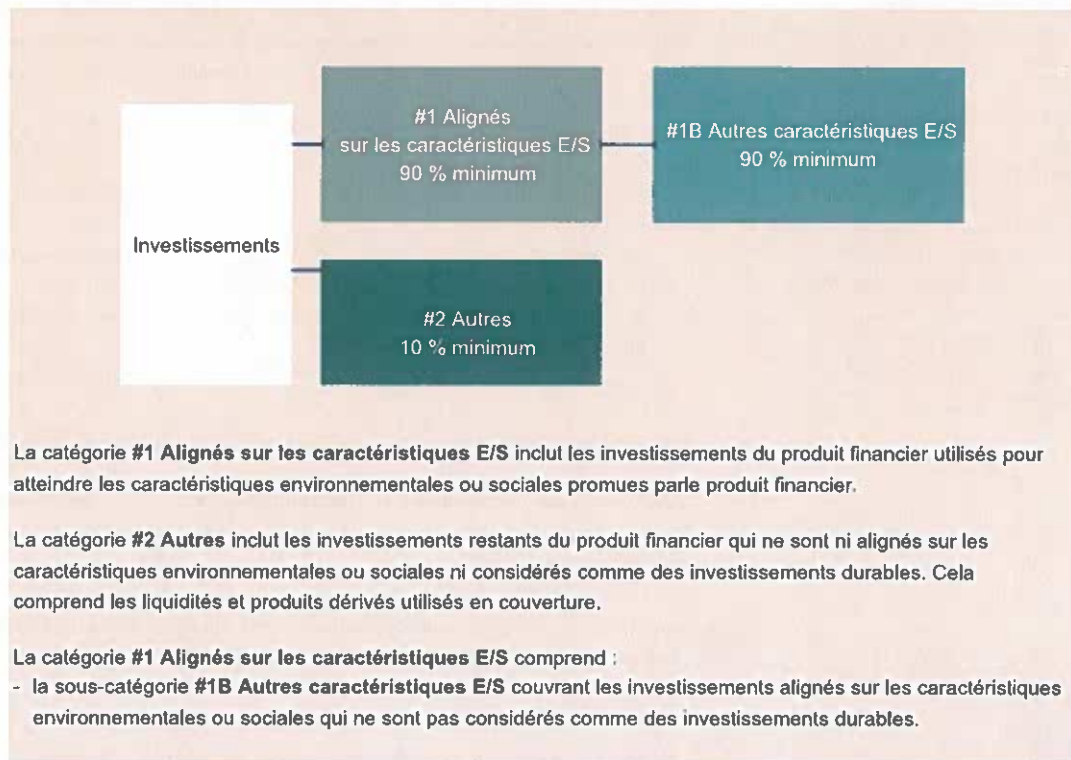 #1 Alignés
sur les caractéristiques E/S
90 % minimum
#1B Autres caractéristiques E/S
90 % minimum
Investissements
#2 Autres
10 % minimum
La catégorie #1 Alignés sur les caractéristiques E/S inclut les investissements du produit financier utilisés pour
atteindre les caractéristiques environnementales ou sociales promues parle produit financier.
La catégorie #2 Autres inclut les investissements restants du produit financier qui ne sont ni alignés sur les
caractéristiques environnementales ou sociales ni considérés comme des investissements durables. Cela
comprend les liquidités et produits dérivés utilisés en couverture.
La catégorie #1 Alignés sur les caractéristiques E/S comprend :
- la sous-catégorie #1B Autres caractéristiques E/S couvrant les investissements alignés sur les caractéristiques
environnementales ou sociales qui ne sont pas considérés comme des investissements durables.